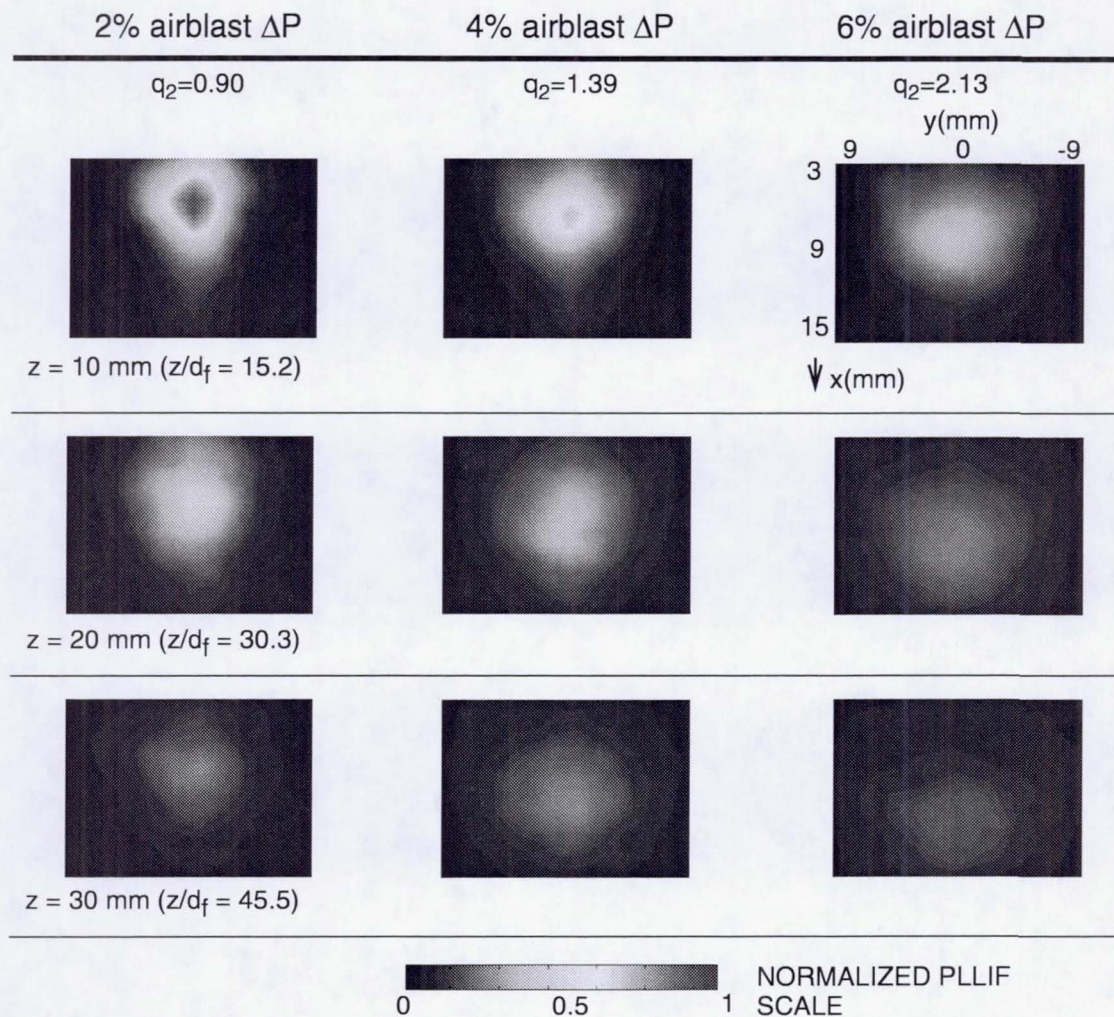 2% airblast ΔP 4% airblast ΔP 6% airblast ΔP
q2=0.90 q2=1.39 q2=2.13
y(mm)
9 0 -9
3
9
15
z = 10 mm (z/df = 15.2)
x(mm)
z = 20 mm (z/df = 30.3)
z = 30 mm (z/df = 45.5)
0 0.5 1
NORMALIZED PLLIF
SCALE